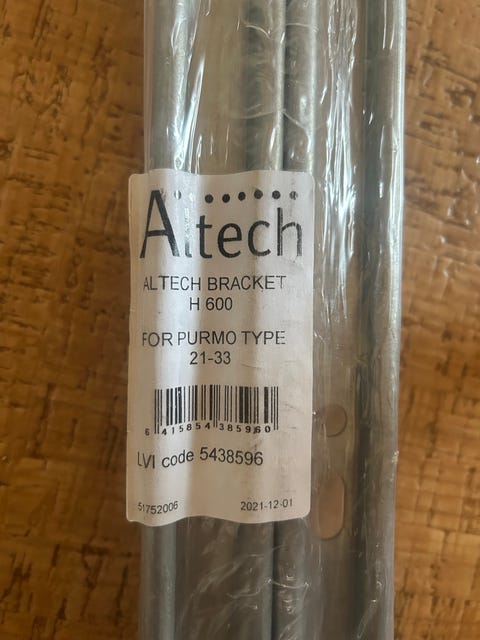 Altech
ALTECH BRACKET
H 600
FOR PURMO TYPE
21-33
6 415854 385960
LVI code 5438596
51752006 2021-12-01